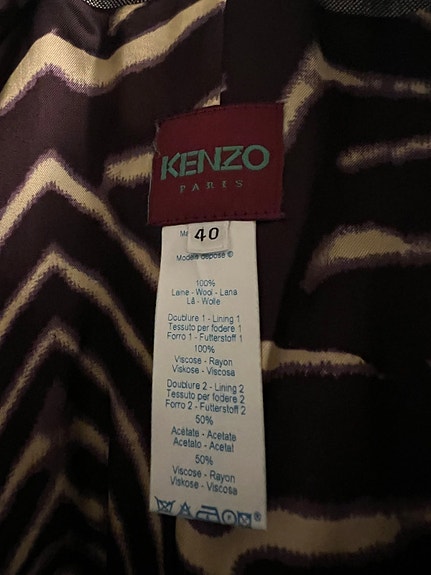 KENZO
PARIS
40
Modèle déposé ©
100%
Laine - Wool - Lana
Lã - Wolle
Doublure 1 - Lining 1
Tessuto per fodere 1
Forro 1 - Futterstoff 1
100%
Viscose - Rayon
Viskose - Viscosa
Doublure 2 - Lining 2
Tessuto per fodere 2
Forro 2 - Futterstoff 2
50%
Acétate - Acetate
Acetato - Azetat
50%
Viscose - Rayon
Viskose - Viscosa